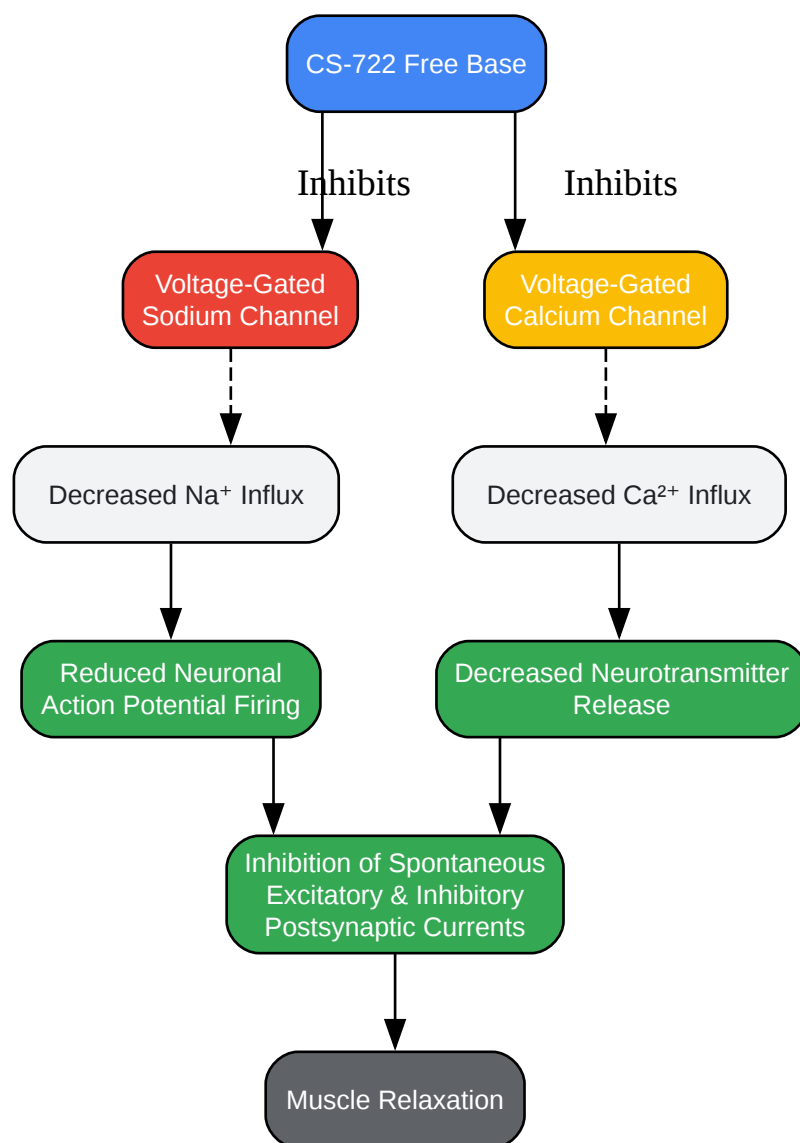 CS-722 Free Base
Inhibits
Inhibits
Voltage-Gated
Sodium Channel
Voltage-Gated
Calcium Channel
Decreased Na⁺ Influx
Decreased Ca²⁺ Influx
Reduced Neuronal
Action Potential Firing
Decreased Neurotransmitter
Release
Inhibition of Spontaneous
Excitatory & Inhibitory
Postsynaptic Currents
Muscle Relaxation